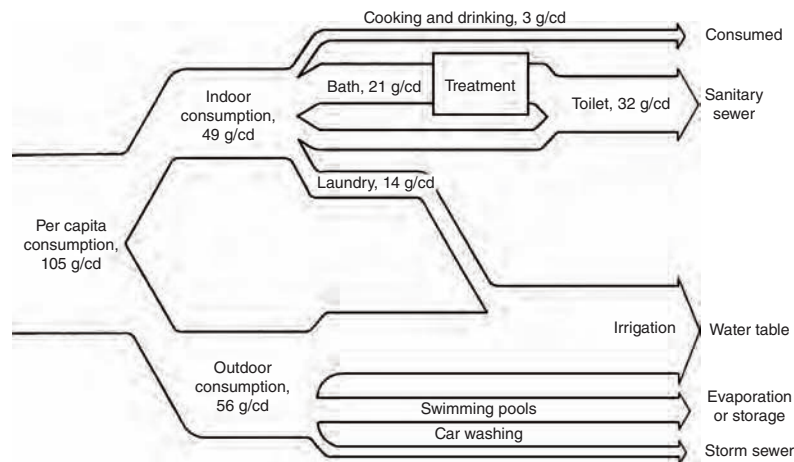 Cooking and drinking, 3 g/cd
Consumed
Bath, 21 g/cd
Treatment
Indoor
consumption,
49 g/cd
Toilet, 32 g/cd
Sanitary
sewer
Laundry, 14 g/cd
Per capita
consumption,
105 g/cd
Irrigation
Water table
Outdoor
consumption,
56 g/cd
Swimming pools
Evaporation
or storage
Car washing
Storm sewer